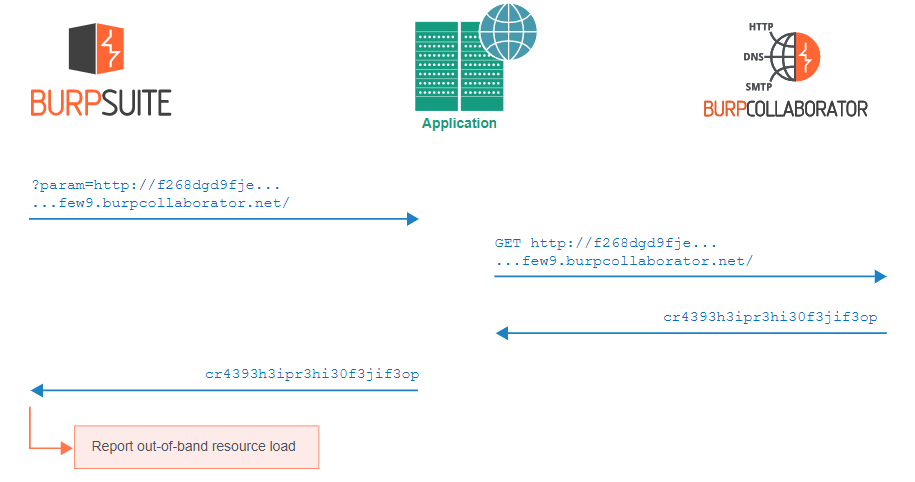 HTTP
DNS
SMTP
BURPSUITE
BURPCOLLABORATOR
Application
?param=http://f268dgd9fje...
...few9.burpcollaborator.net/
GET http://f268dgd9fje...
...few9.burpcollaborator.net/
cr4393h3ipr3hi30f3jif3op
cr4393h3ipr3hi30f3jif3op
Report out-of-band resource load